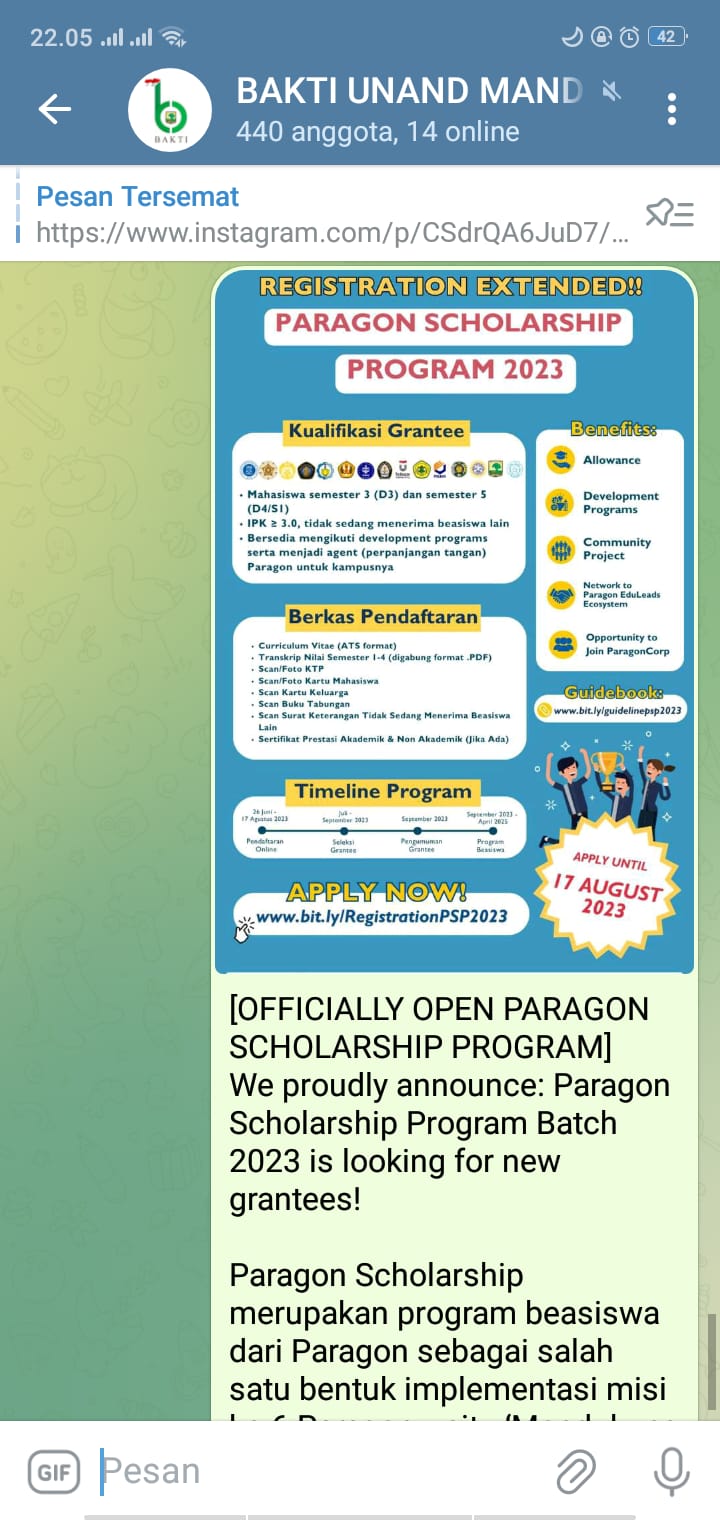 22.05
42
BAKTI
BAKTI UNAND MAND
440 anggota, 14 online
Pesan Tersemat
https://www.instagram.com/p/CSdrQA6JuD7/...
REGISTRATION EXTENDED!!
PARAGON SCHOLARSHIP
PROGRAM 2023
Kualifikasi Grantee
• Mahasiswa semester 3 (D3) dan semester 5
(D4/S1)
• IPK ≥ 3.0, tidak sedang menerima beasiswa lain
• Bersedia mengikuti development programs
serta menjadi agent (perpanjangan tangan)
Paragon untuk kampusnya
Benefits:
Allowance
Development
Programs
Community
Project
Network to
Paragon EduLeads
Ecosystem
Opportunity to
Join ParagonCorp
Berkas Pendaftaran
• Curriculum Vitae (ATS format)
• Transkrip Nilai Semester 1-4 (digabung format .PDF)
• Scan/Foto KTP
• Scan/Foto Kartu Mahasiswa
• Scan Kartu Keluarga
• Scan Buku Tabungan
• Scan Surat Keterangan Tidak Sedang Menerima Beasiswa
Lain
• Sertifikat Prestasi Akademik & Non Akademik (Jika Ada)
Guidebook:
www.bit.ly/guidelinepsp2023
Timeline Program
26 Juni -
17 Agustus 2023
Pendaftaran
Online
Juli -
September 2023
Seleksi
Grantee
September 2023
Pengumuman
Grantee
September 2023 -
April 2025
Program
Beasiswa
APPLY NOW!
www.bit.ly/RegistrationPSP2023
APPLY UNTIL
17 AUGUST
2023
[OFFICIALLY OPEN PARAGON
SCHOLARSHIP PROGRAM]
We proudly announce: Paragon
Scholarship Program Batch
2023 is looking for new
grantees!
Paragon Scholarship
merupakan program beasiswa
dari Paragon sebagai salah
satu bentuk implementasi misi
GIF
Pesan